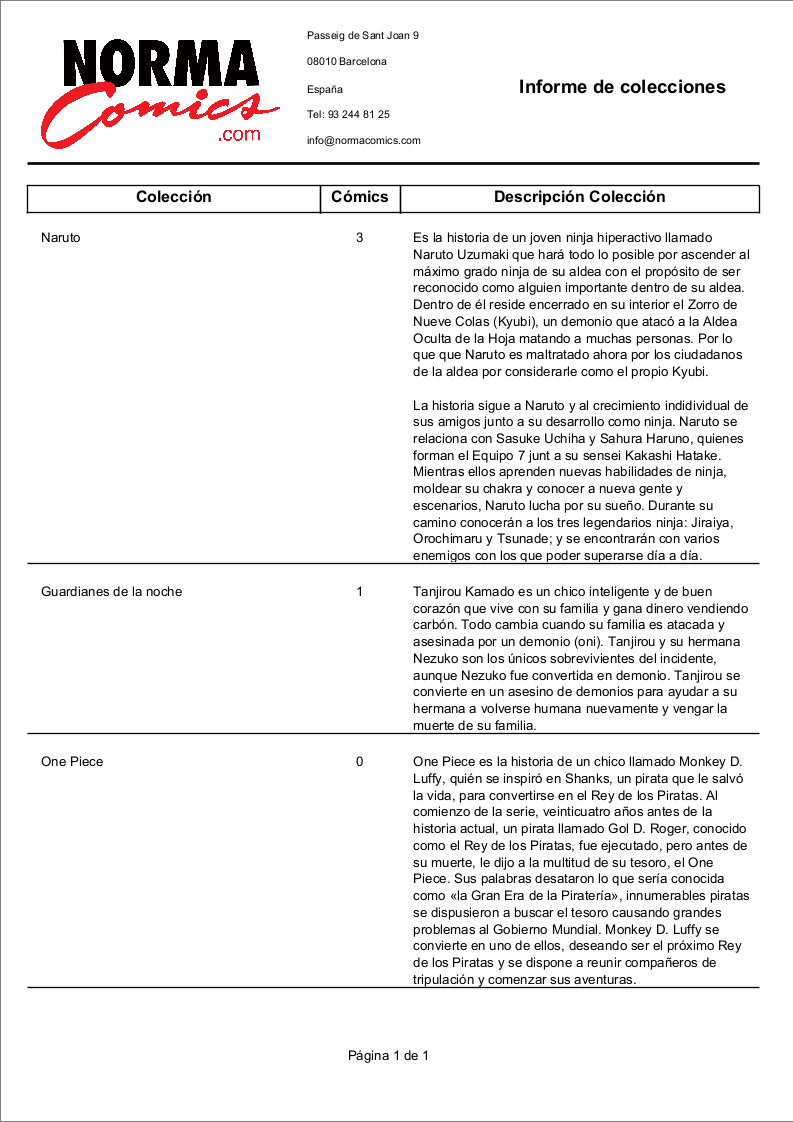 NORMA
Comics
.com
Passeig de Sant Joan 9
08010 Barcelona
España
Tel: 93 244 81 25
info@normacomics.com
Informe de colecciones
Colección Cómics Descripción Colección
Naruto 3 Es la historia de un joven ninja hiperactivo llamado
Naruto Uzumaki que hará todo lo posible por ascender al
máximo grado ninja de su aldea con el propósito de ser
reconocido como alguien importante dentro de su aldea.
Dentro de él reside encerrado en su interior el Zorro de
Nueve Colas (Kyubi), un demonio que atacó a la Aldea
Oculta de la Hoja matando a muchas personas. Por lo
que que Naruto es maltratado ahora por los ciudadanos
de la aldea por considerarle como el propio Kyubi.
La historia sigue a Naruto y al crecimiento indidividual de
sus amigos junto a su desarrollo como ninja. Naruto se
relaciona con Sasuke Uchiha y Sahura Haruno, quienes
forman el Equipo 7 junt a su sensei Kakashi Hatake.
Mientras ellos aprenden nuevas habilidades de ninja,
moldear su chakra y conocer a nueva gente y
escenarios, Naruto lucha por su sueño. Durante su
camino conocerán a los tres legendarios ninja: Jiraiya,
Orochimaru y Tsunade; y se encontrarán con varios
enemigos con los que poder superarse día a día.
Guardianes de la noche 1 Tanjirou Kamado es un chico inteligente y de buen
corazón que vive con su familia y gana dinero vendiendo
carbón. Todo cambia cuando su familia es atacada y
asesinada por un demonio (oni). Tanjirou y su hermana
Nezuko son los únicos sobrevivientes del incidente,
aunque Nezuko fue convertida en demonio. Tanjirou se
convierte en un asesino de demonios para ayudar a su
hermana a volverse humana nuevamente y vengar la
muerte de su familia.
One Piece 0 One Piece es la historia de un chico llamado Monkey D.
Luffy, quién se inspiró en Shanks, un pirata que le salvó
la vida, para convertirse en el Rey de los Piratas. Al
comienzo de la serie, veinticuatro años antes de la
historia actual, un pirata llamado Gol D. Roger, conocido
como el Rey de los Piratas, fue ejecutado, pero antes de
su muerte, le dijo a la multitud de su tesoro, el One
Piece. Sus palabras desataron lo que sería conocida
como «la Gran Era de la Piratería», innumerables piratas
se dispusieron a buscar el tesoro causando grandes
problemas al Gobierno Mundial. Monkey D. Luffy se
convierte en uno de ellos, deseando ser el próximo Rey
de los Piratas y se dispone a reunir compañeros de
tripulación y comenzar sus aventuras.
Página 1 de 1